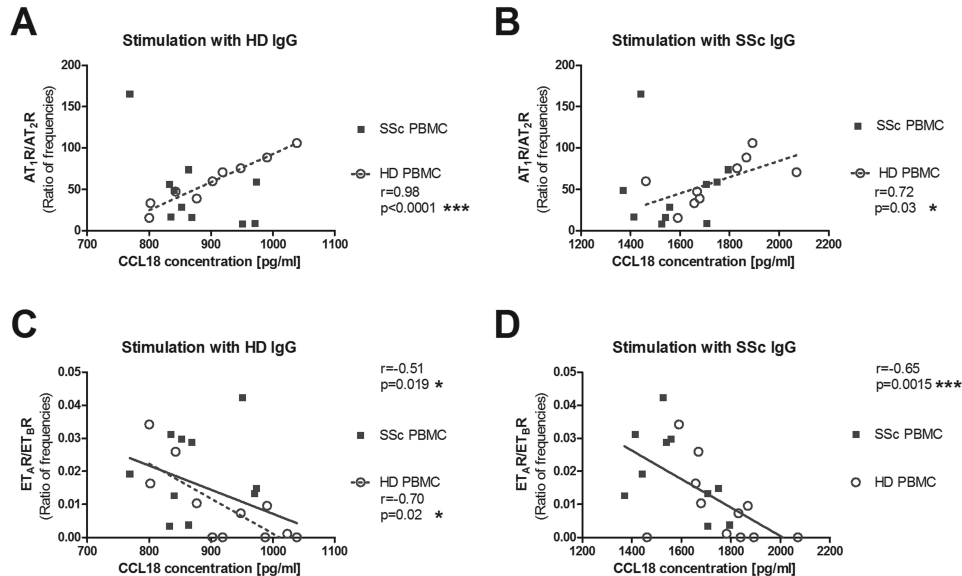 A
Stimulation with HD IgG
200
150
100
50
0
AT₁R/AT₂R
(Ratio of frequencies)
700 800 900 1000 1100
CCL18 concentration [pg/ml]
SSc PBMC
HD PBMC
r=0.98
p<0.0001 ***
B
Stimulation with SSc IgG
200
150
100
50
0
AT₁R/AT₂R
(Ratio of frequencies)
1200 1400 1600 1800 2000 2200
CCL18 concentration [pg/ml]
SSc PBMC
HD PBMC
r=0.72
p=0.03 *
C
Stimulation with HD IgG
0.05
0.04
0.03
0.02
0.01
0.00
ETAR/ETBR
(Ratio of frequencies)
700 800 900 1000 1100
CCL18 concentration [pg/ml]
r=-0.51
p=0.019 *
SSc PBMC
HD PBMC
r=-0.70
p=0.02 *
D
Stimulation with SSc IgG
0.05
0.04
0.03
0.02
0.01
0.00
ETAR/ETBR
(Ratio of frequencies)
1200 1400 1600 1800 2000 2200
CCL18 concentration [pg/ml]
r=-0.65
p=0.0015 ***
SSc PBMC
HD PBMC